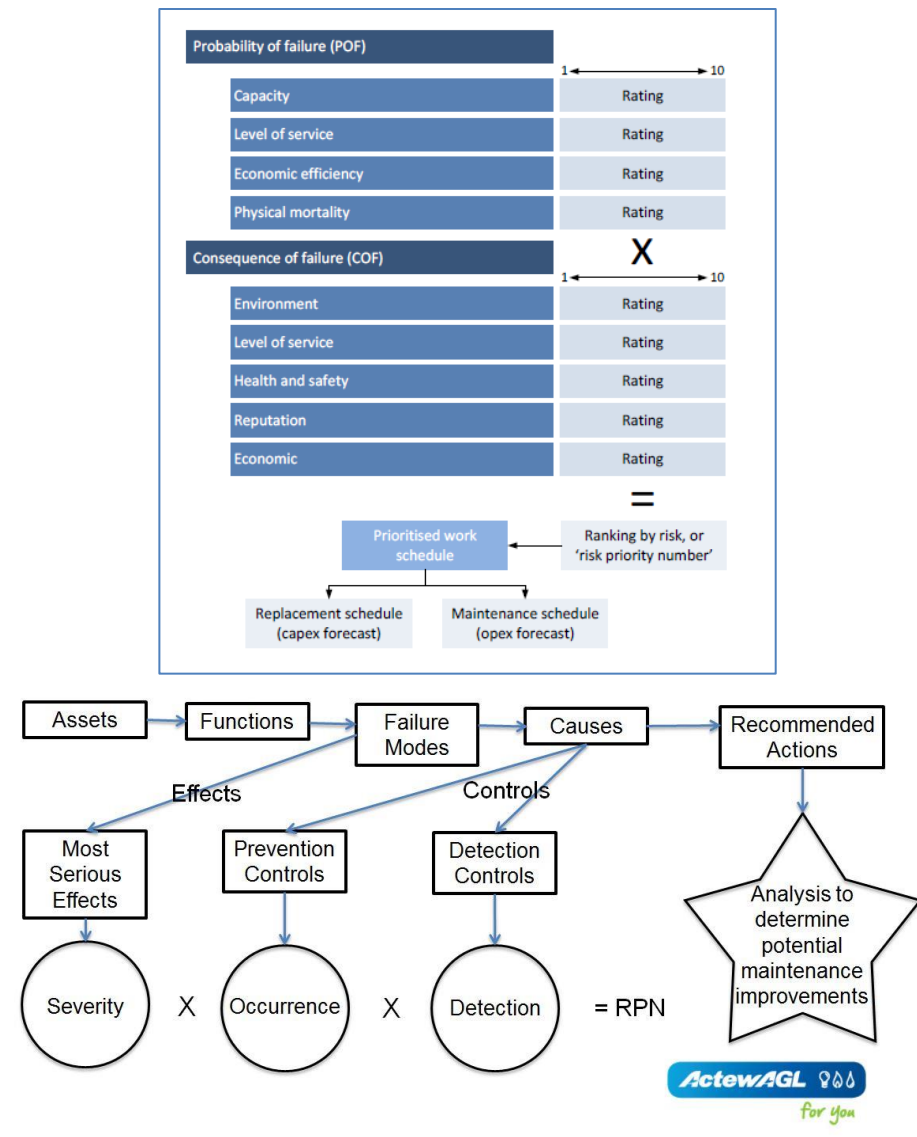 Probability of failure (POF)
1 10
Capacity Rating
Level of service Rating
Economic efficiency Rating
Physical mortality Rating
Consequence of failure (COF) X
1 10
Environment Rating
Level of service Rating
Health and safety Rating
Reputation Rating
Economic Rating
=
Prioritised work
schedule
Ranking by risk, or
‘risk priority number’
Replacement schedule
(capex forecast)
Maintenance schedule
(opex forecast)
Assets
Functions
Failure
Modes
Causes
Recommended
Actions
Effects
Controls
Most
Serious
Effects
Prevention
Controls
Detection
Controls
Analysis to
determine
potential
maintenance
improvements
Severity X Occurrence X Detection = RPN
ActewAGL
for you